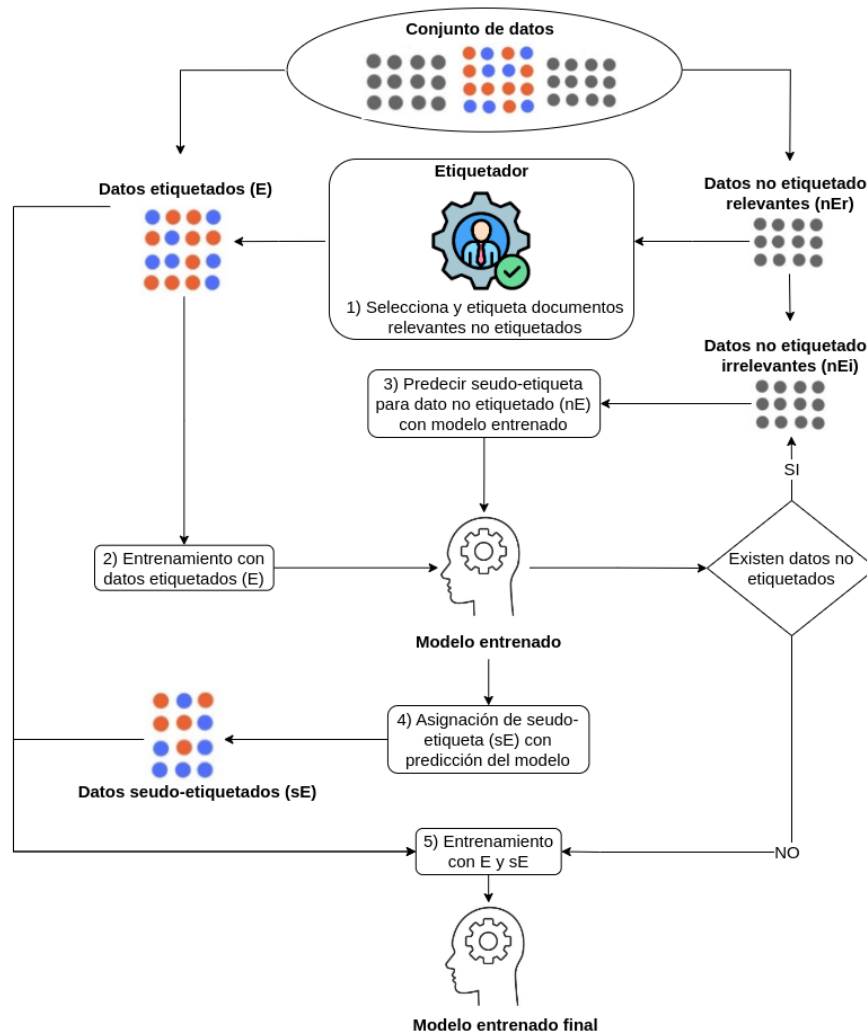 Conjunto de datos
Datos etiquetados (E)
Etiquetador
1) Selecciona y etiqueta documentos
relevantes no etiquetados
Datos no etiquetado
relevantes (nEr)
Datos no etiquetado
irrelevantes (nEi)
3) Predecir seudo-etiqueta
para dato no etiquetado (nE)
con modelo entrenado
SI
2) Entrenamiento con
datos etiquetados (E)
Existen datos no
etiquetados
Modelo entrenado
4) Asignación de seudo-
etiqueta (sE) con
predicción del modelo
Datos seudo-etiquetados (sE)
5) Entrenamiento
con E y sE
NO
Modelo entrenado final